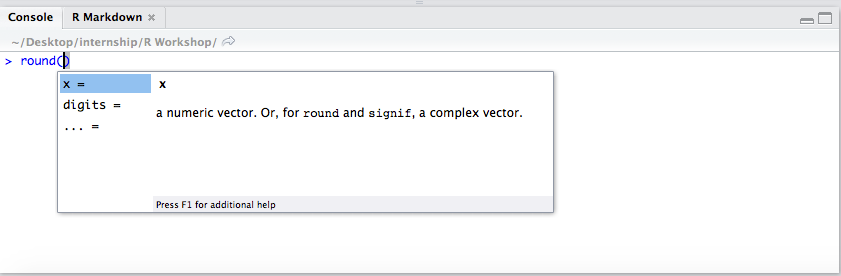 Console R Markdown ×
~/Desktop/internship/R Workshop/
> round()
x = x
digits = a numeric vector. Or, for round and signif, a complex vector.
... =
Press F1 for additional help